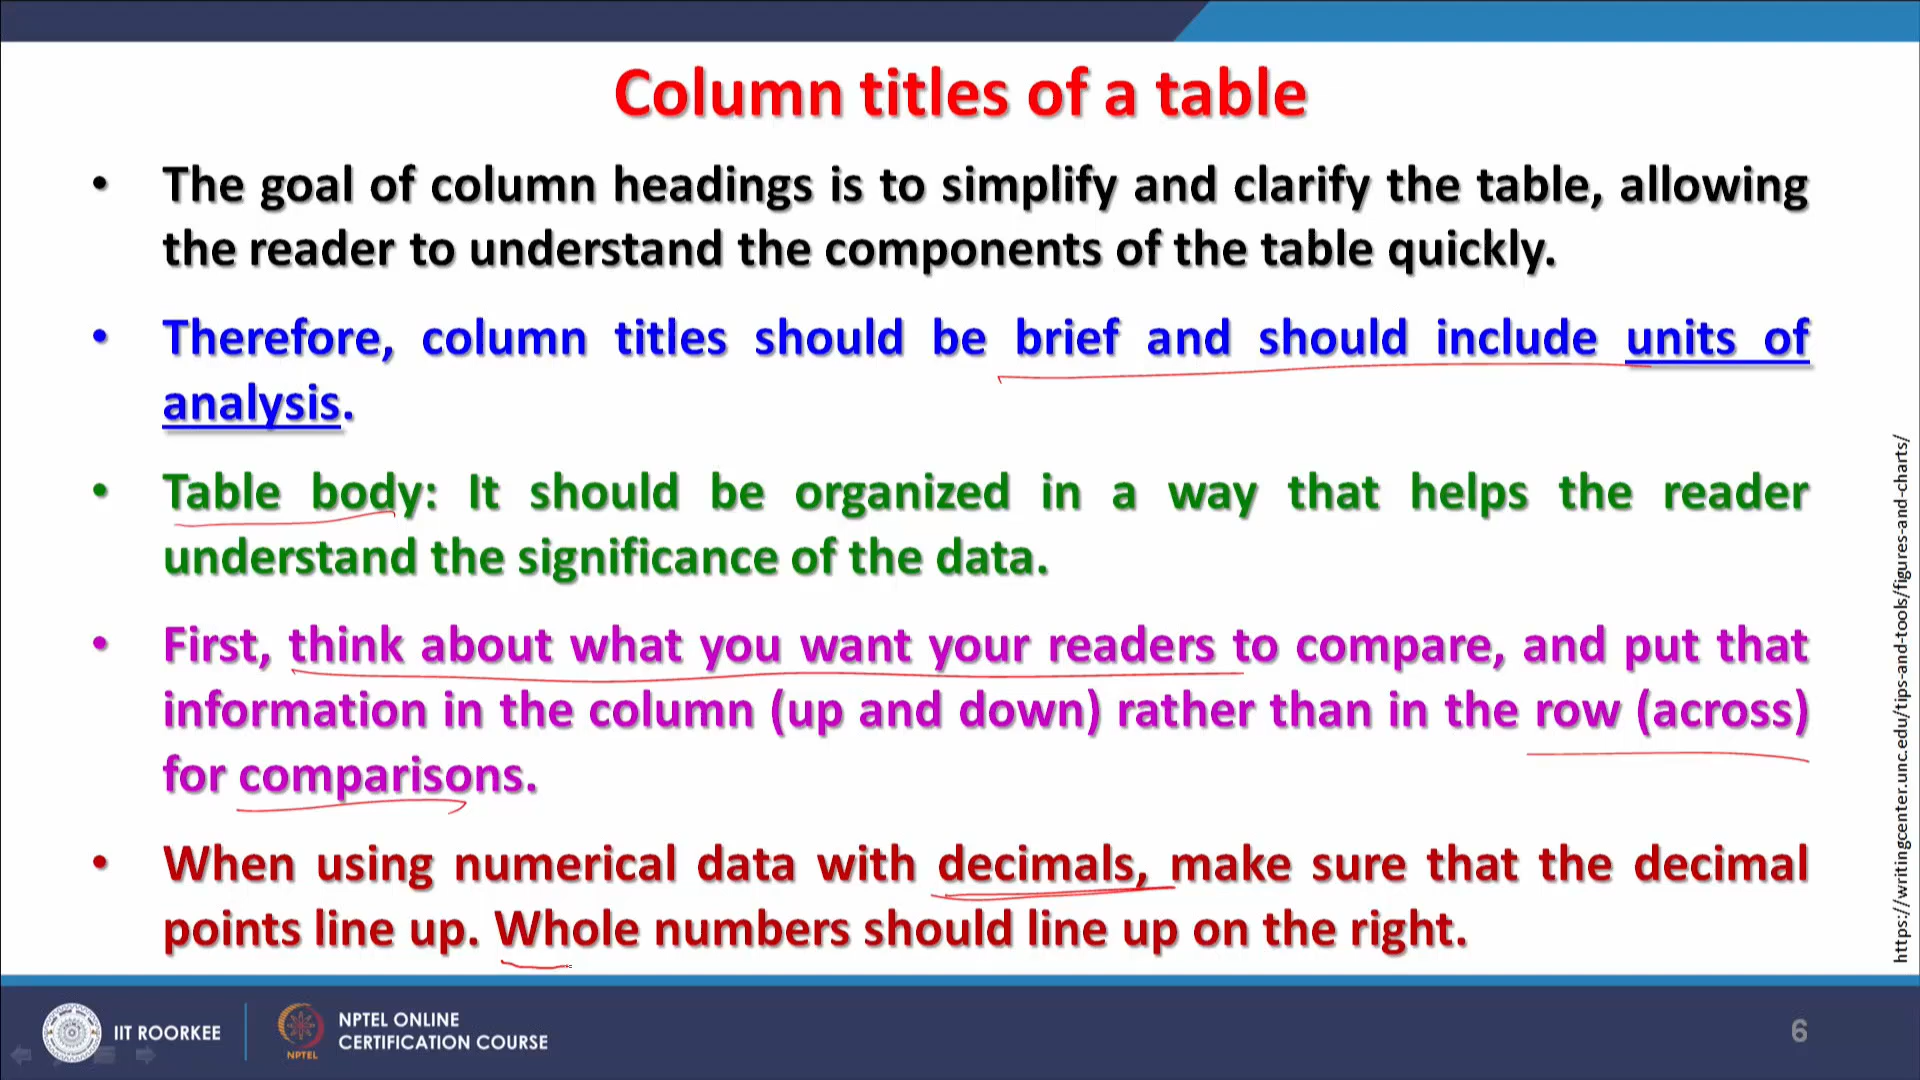 Column titles of a table
• The goal of column headings is to simplify and clarify the table, allowing
the reader to understand the components of the table quickly.
• Therefore, column titles should be brief and should include units of
analysis.
• Table body: It should be organized in a way that helps the reader
understand the significance of the data.
• First, think about what you want your readers to compare, and put that
information in the column (up and down) rather than in the row (across)
for comparisons.
• When using numerical data with decimals, make sure that the decimal
points line up. Whole numbers should line up on the right.
https://writingcenter.unc.edu/tips-and-tools/figures-and-charts/
IIT ROORKEE
NPTEL
NPTEL ONLINE
CERTIFICATION COURSE
6